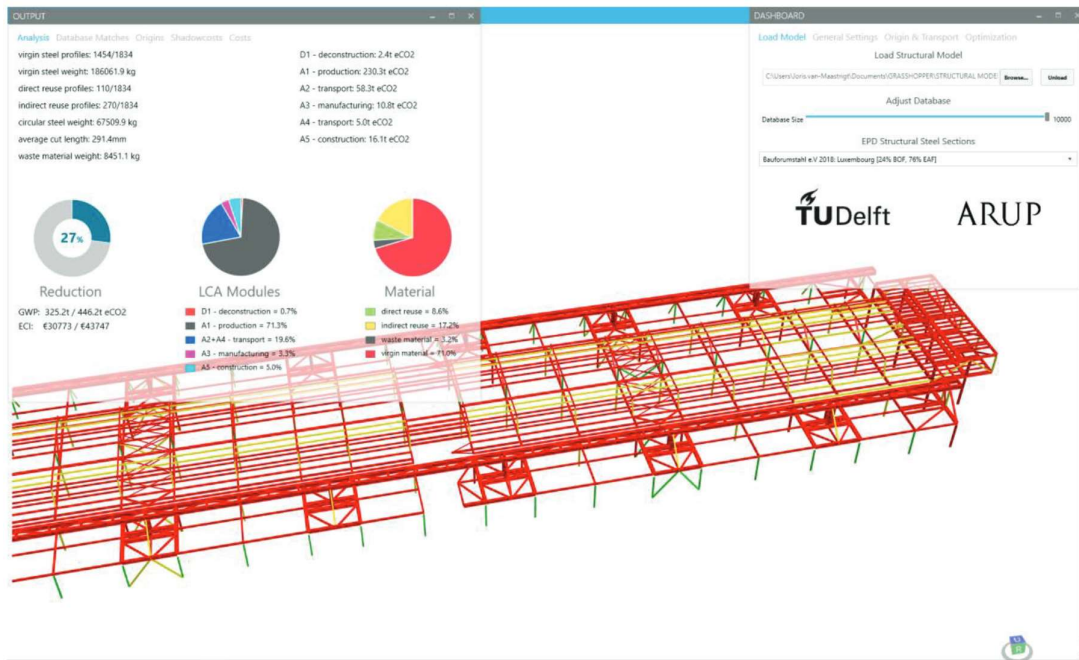 OUTPUT
Analysis Database Matches Origins Shadowcosts Costs
virgin steel profiles: 1454/1834
virgin steel weight: 186061.9 kg
direct reuse profiles: 110/1834
indirect reuse profiles: 270/1834
circular steel weight: 67509.9 kg
average cut length: 291.4mm
waste material weight: 8451.1 kg
D1 - deconstruction: 2.4t eCO2
A1 - production: 230.3t eCO2
A2 - transport: 58.3t eCO2
A3 - manufacturing: 10.8t eCO2
A4 - transport: 5.0t eCO2
A5 - construction: 16.1t eCO2
27%
Reduction
GWP: 325.2t / 446.2t eCO2
ECI: €30773 / €43747
LCA Modules
D1 - deconstruction = 0.7%
A1 - production = 71.3%
A2+A4 - transport = 19.6%
A3 - manufacturing = 3.3%
A5 - construction = 5.0%
Material
direct reuse = 8.6%
indirect reuse = 17.2%
waste material = 3.2%
virgin material = 71.0%
DASHBOARD
Load Model General Settings Origin & Transport Optimization
Load Structural Model
C:\Users\Joris.van-Maastrigt\Documents\GRASSHOPPER\STRUCTURAL MODE Browse... Unload
Adjust Database
Database Size 10000
EPD Structural Steel Sections
Bauforumstahl e.V 2018: Luxembourg [24% BOF, 76% EAF]
TUDelft
ARUP